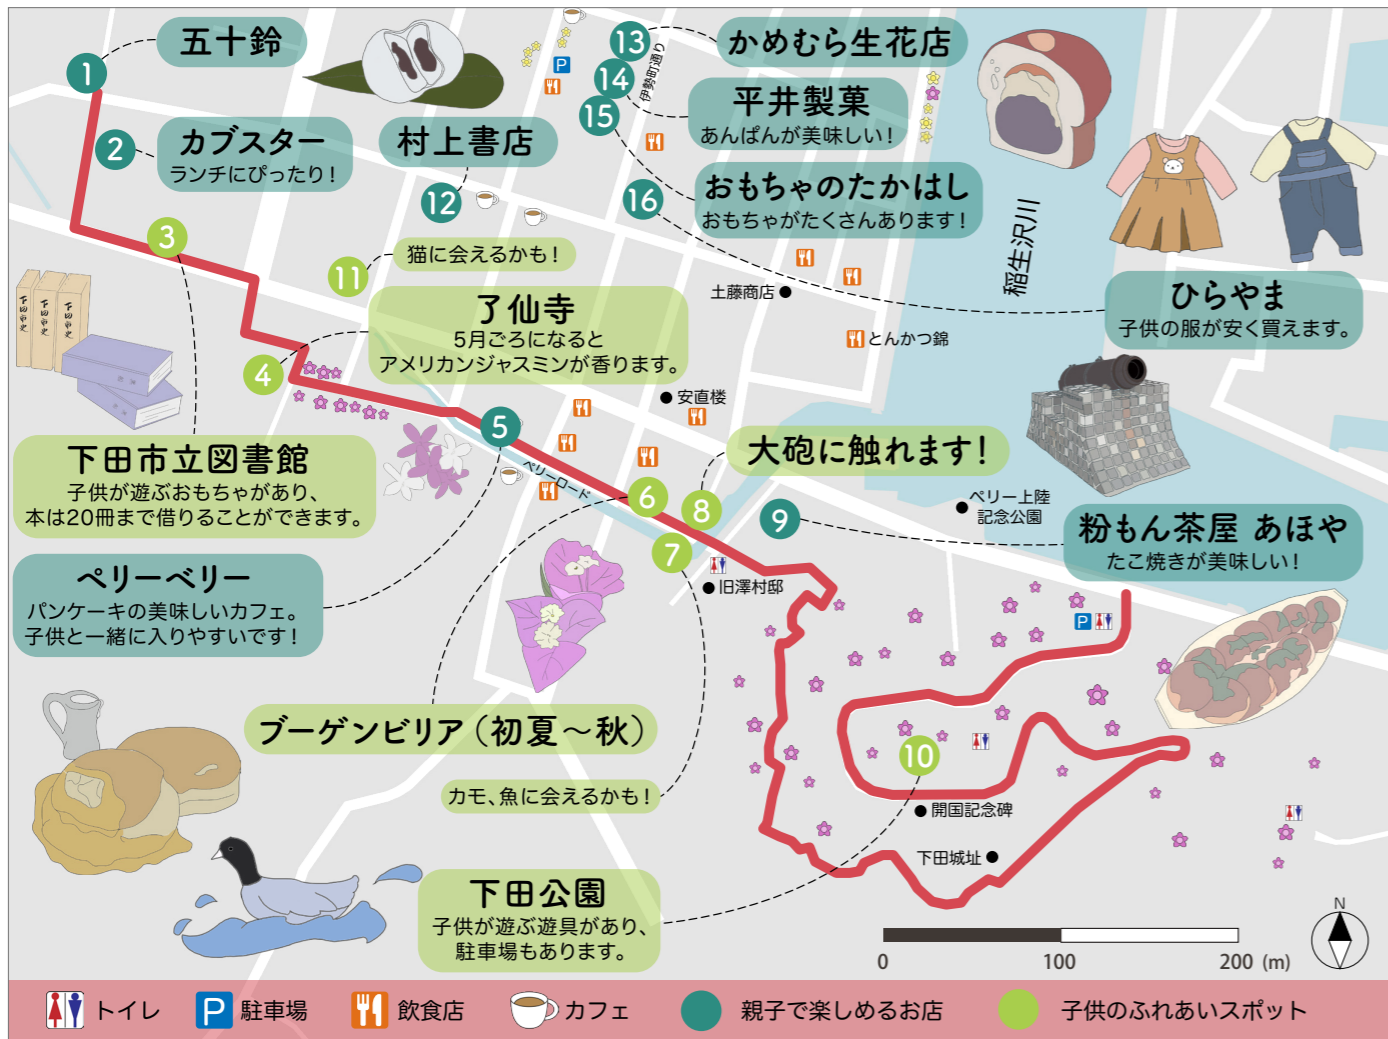 1
五十鈴
2
カブスター
ランチにぴったり！
村上書店
12
13
かめむら生花店
14
平井製菓
あんぱんが美味しい！
15
おもちゃのたかはし
おもちゃがたくさんあります！
16
伊勢町通り
P
稲生沢川
ひらやま
子供の服が安く買えます。
3
下田市史
下田市立図書館
子供が遊ぶおもちゃがあり、
本は20冊まで借りることができます。
11
猫に会えるかも！
4
了仙寺
5月ごろになると
アメリカンジャスミンが香ります。
土藤商店
とんかつ錦
安直楼
5
ペリーロード
ペリーベリー
パンケーキの美味しいカフェ。
子供と一緒に入りやすいです！
6
ブーゲンビリア（初夏～秋）
7
カモ、魚に会えるかも！
8
大砲に触れます！
9
粉もん茶屋 あほや
たこ焼きが美味しい！
ペリー上陸
記念公園
旧澤村邸
P
10
開国記念碑
下田城址
下田公園
子供が遊ぶ遊具があり、
駐車場もあります。
N
0 100 200 (m)
トイレ P 駐車場 飲食店 カフェ 親子で楽しめるお店 子供のふれあいスポット